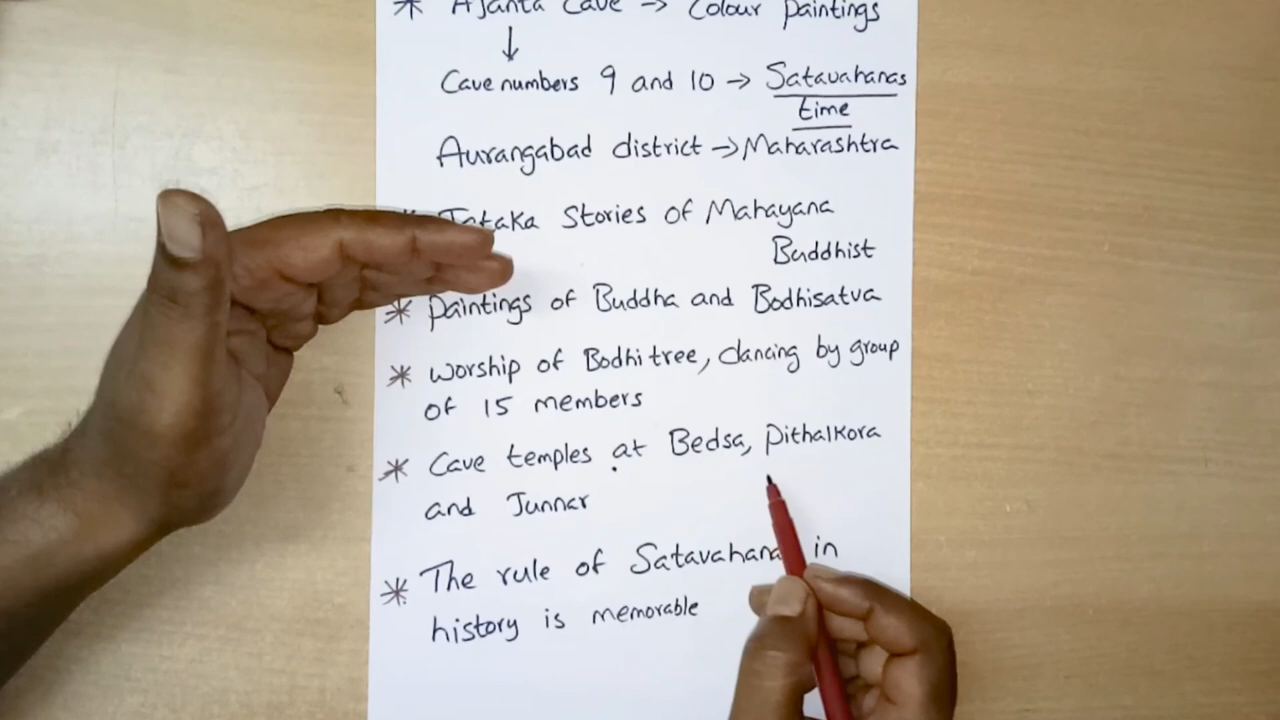 * Ajanta Cave → Colour paintings
↓
Cave numbers 9 and 10 → Satavahanas
time
Aurangabad district → Maharashtra
* Jataka Stories of Mahayana
Buddhist
* paintings of Buddha and Bodhisatva
* worship of Bodhi tree, dancing by group
of 15 members
* Cave temples at Bedsa, pithalkora
and Junnar
* The rule of Satavahana in
history is memorable